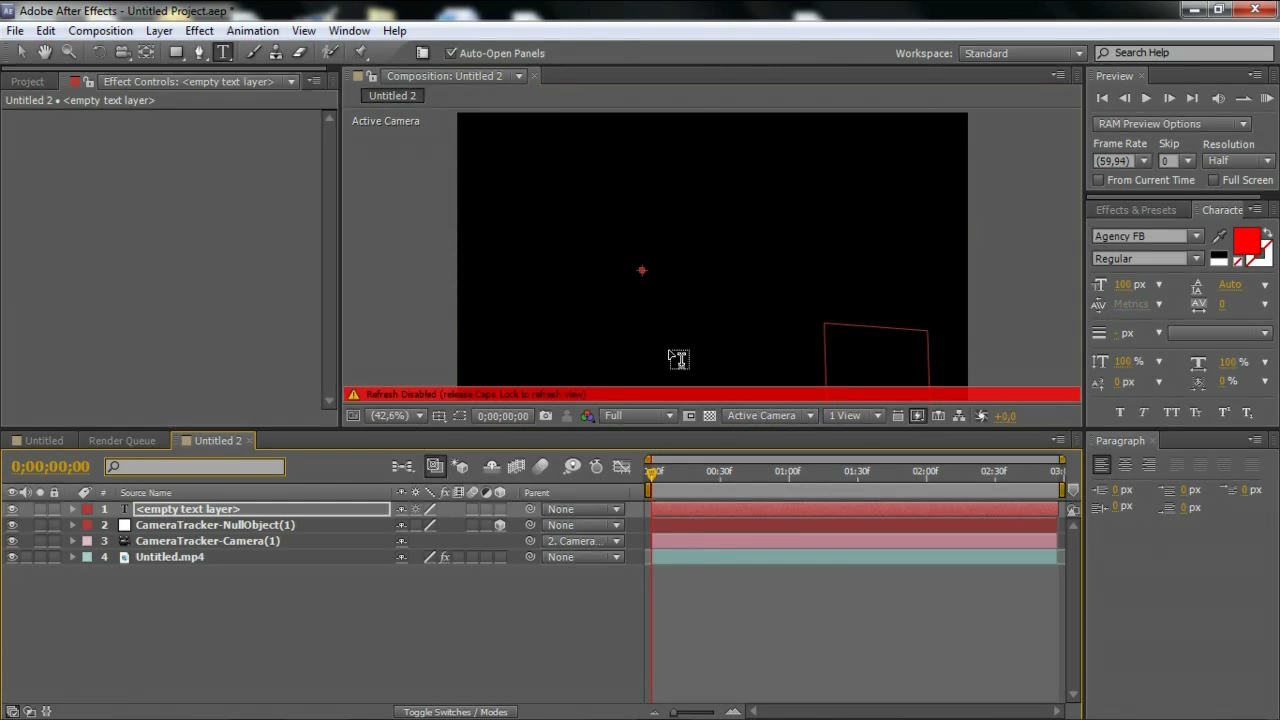 Adobe After Effects - Untitled Project.aep *
File Edit Composition Layer Effect Animation View Window Help
Auto-Open Panels
Workspace: Standard
Search Help
Project
Effect Controls: <empty text layer>
Untitled 2 • <empty text layer>
Composition: Untitled 2
Untitled 2
Active Camera
Refresh Disabled (release Caps Lock to refresh view)
(42,6%) 0;00;00;00 Full Active Camera 1 View +0,0
Preview
RAM Preview Options
Frame Rate Skip Resolution
(59,94) 0 Half
From Current Time Full Screen
Effects & Presets Characte
Agency FB
Regular
100 px Auto
Metrics 0
- px
100 % 100 %
0 px 0 %
Untitled Render Queue Untitled 2
0;00;00;00
# Source Name Parent
00f 00:30f 01:00f 01:30f 02:00f 02:30f 03:0
1 T <empty text layer> None
2 CameraTracker-NullObject(1) None
3 CameraTracker-Camera(1) 2. Camera...
4 Untitled.mp4 None
Toggle Switches / Modes
Paragraph
0 px 0 px 0 px
0 px 0 px